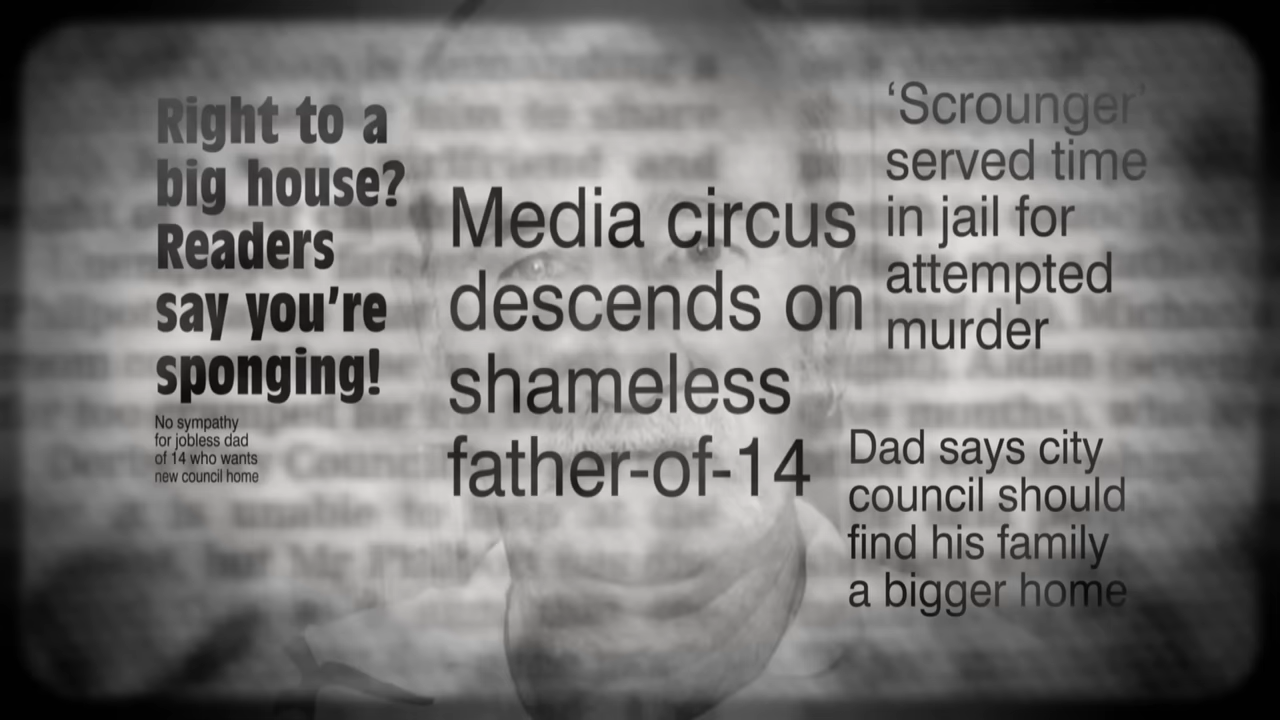 Right to a
big house?
Readers
say you’re
sponging!
No sympathy
for jobless dad
of 14 who wants
new council home
Media circus
descends on
shameless
father-of-14
‘Scrounger’
served time
in jail for
attempted
murder
Dad says city
council should
find his family
a bigger home